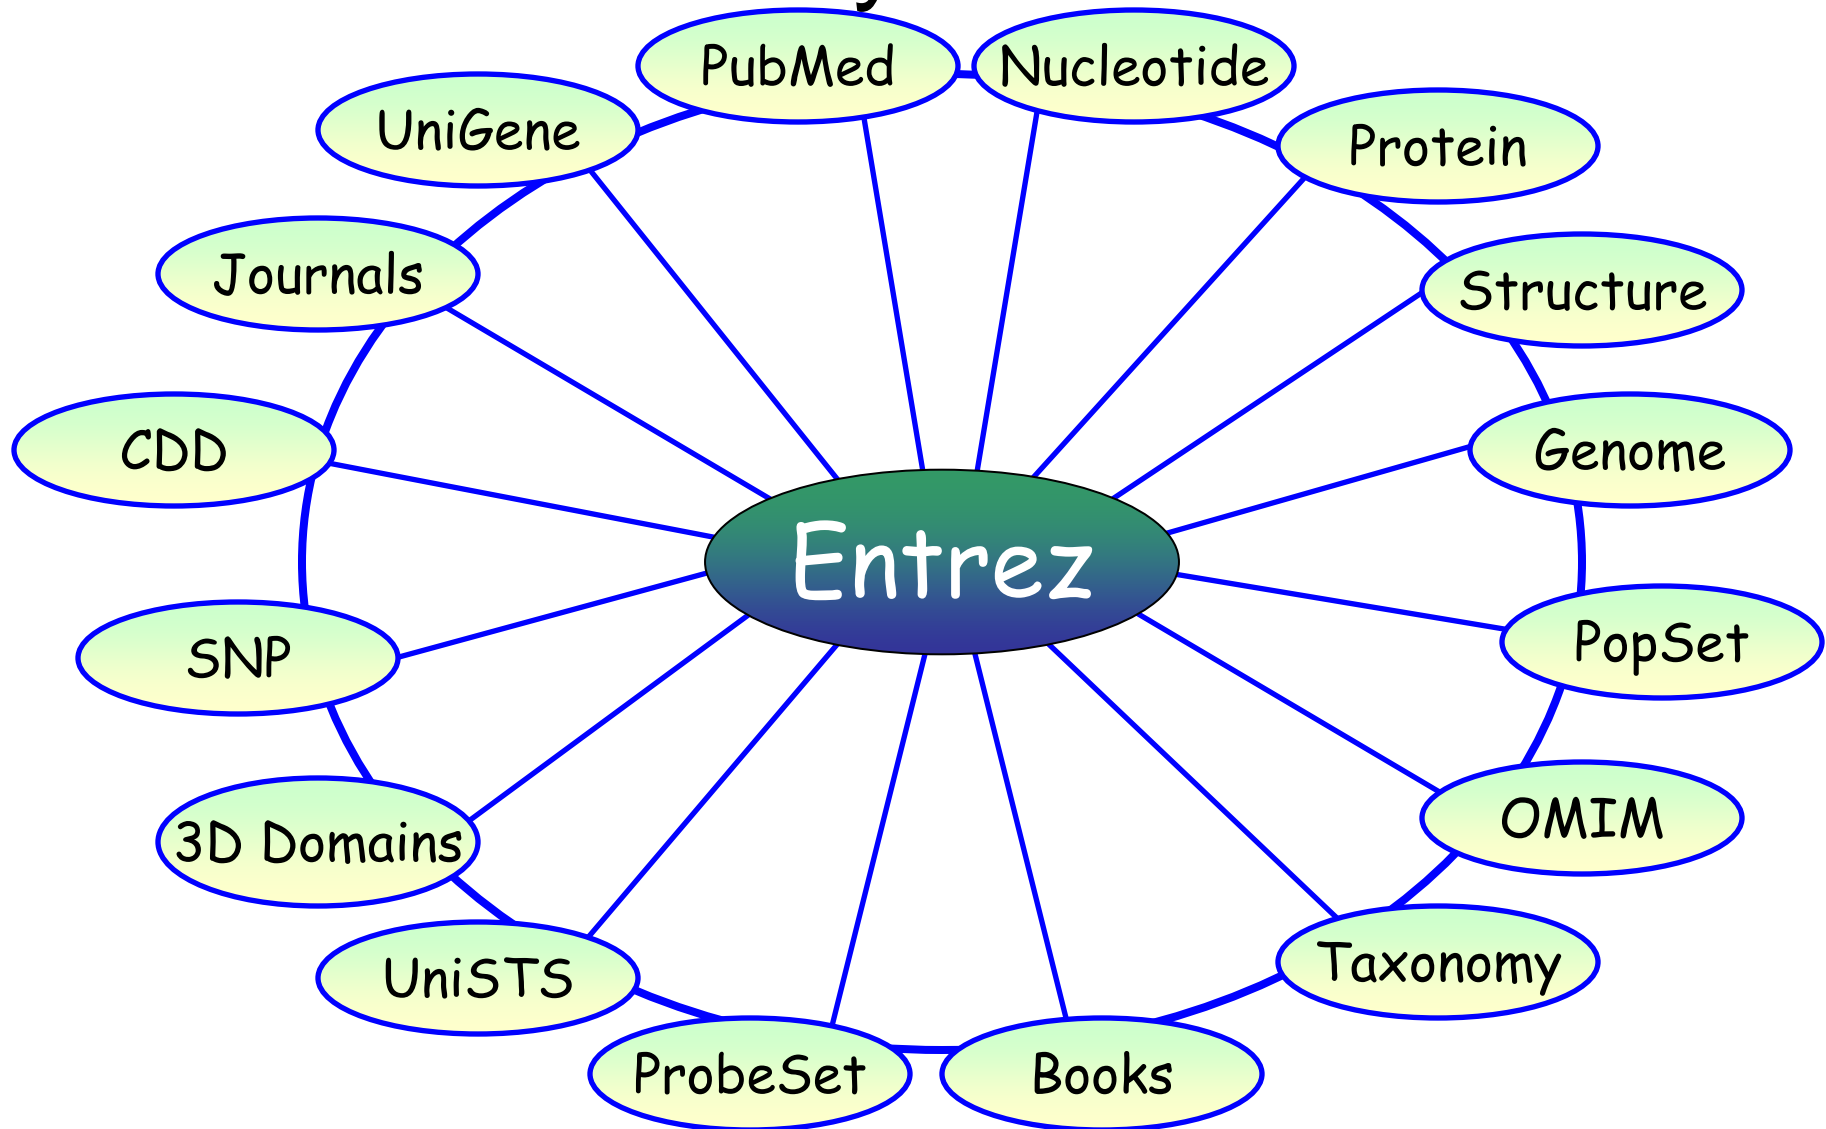 PubMed
Nucleotide
UniGene
Protein
Journals
Structure
CDD
Genome
Entrez
SNP
PopSet
3D Domains
OMIM
UniSTS
Taxonomy
ProbeSet
Books